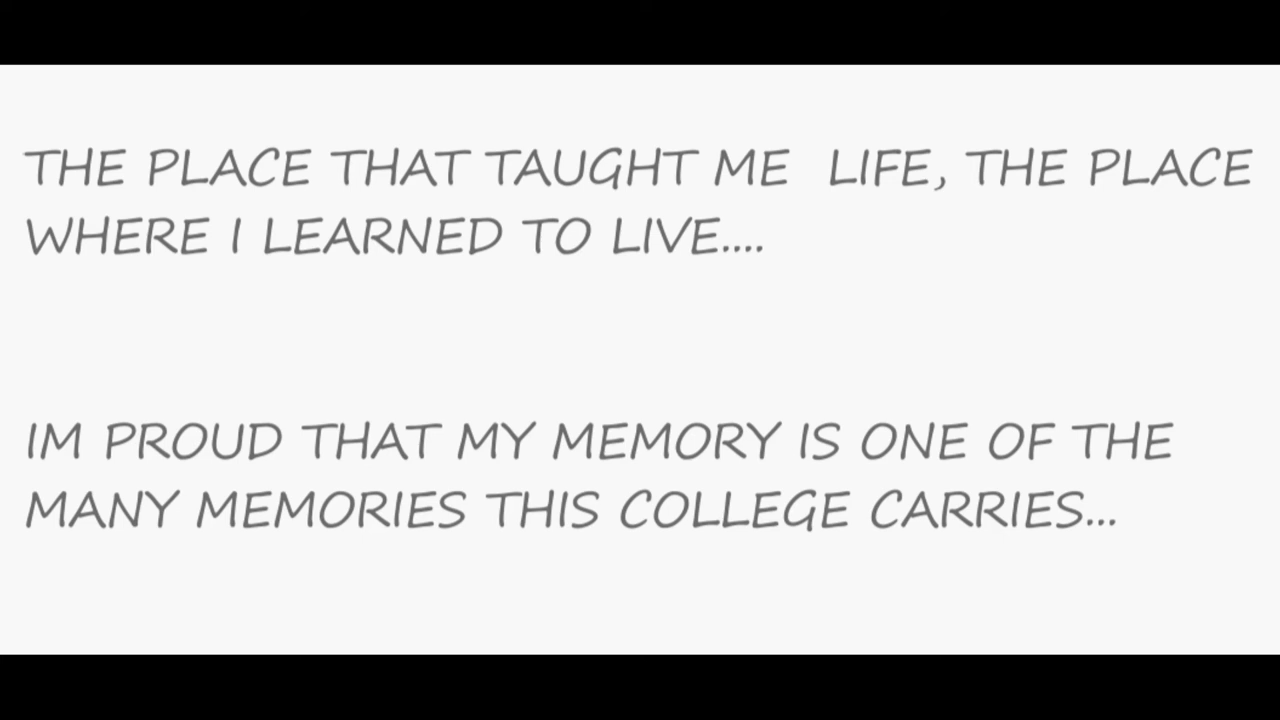 THE PLACE THAT TAUGHT ME  LIFE, THE PLACE
WHERE I LEARNED TO LIVE....
IM PROUD THAT MY MEMORY IS ONE OF THE
MANY MEMORIES THIS COLLEGE CARRIES...